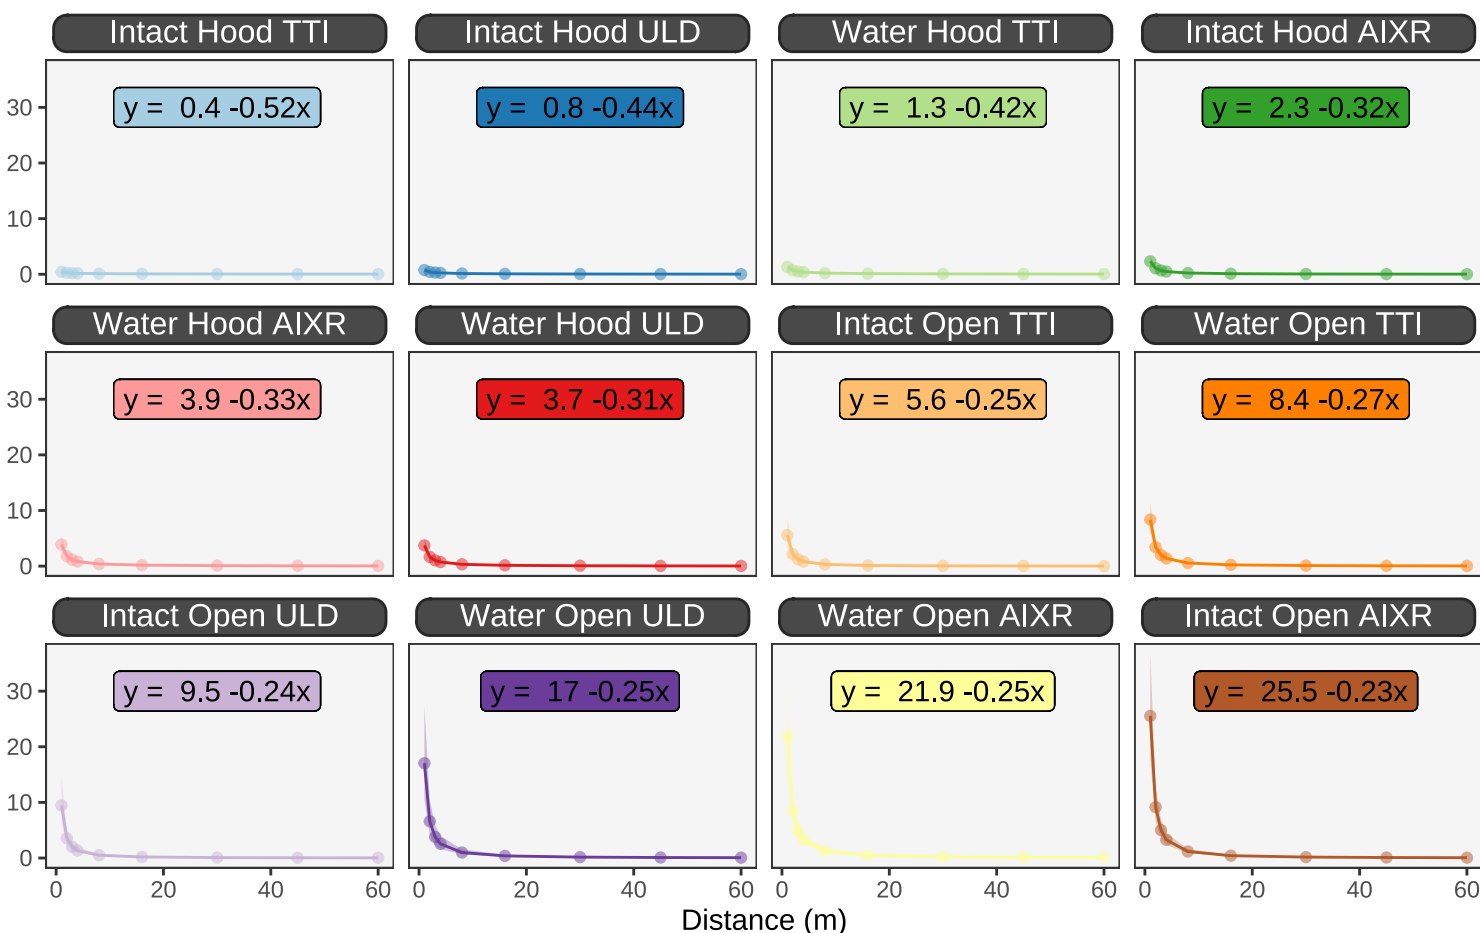 Intact Hood TTI Intact Hood ULD Water Hood TTI Intact Hood AIXR
y = 0.4 -0.52x y = 0.8 -0.44x y = 1.3 -0.42x y = 2.3 -0.32x
30
20
10
0
Water Hood AIXR Water Hood ULD Intact Open TTI Water Open TTI
y = 3.9 -0.33x y = 3.7 -0.31x y = 5.6 -0.25x y = 8.4 -0.27x
30
20
10
0
Intact Open ULD Water Open ULD Water Open AIXR Intact Open AIXR
y = 9.5 -0.24x y = 17 -0.25x y = 21.9 -0.25x y = 25.5 -0.23x
30
20
10
0
0 20 40 60 0 20 40 60 0 20 40 60 0 20 40 60
Distance (m)